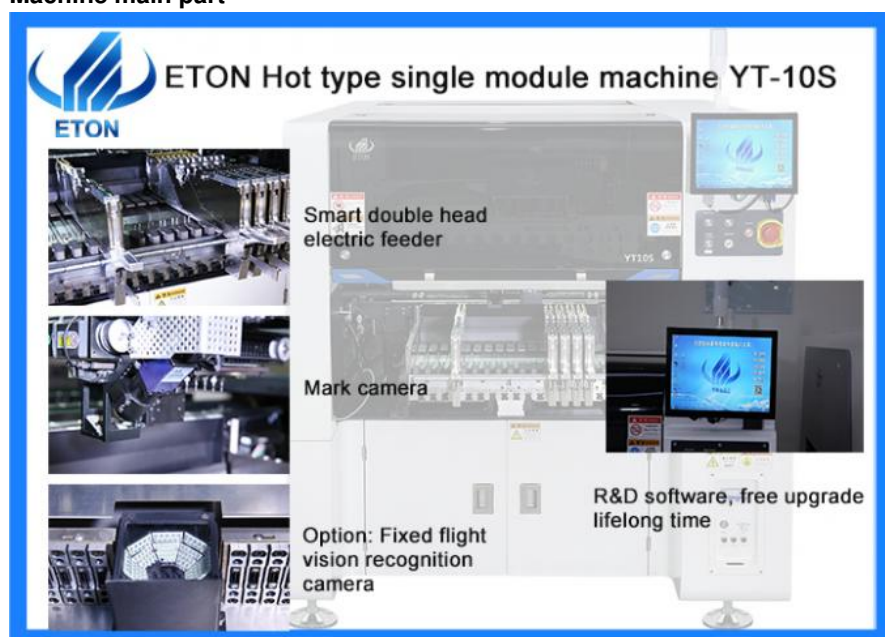 Machine main part
ETON Hot type single module machine YT-10S
ETON
ETON
Smart double head
electric feeder
YT10S
Mark camera
R&D software, free upgrade
lifelong time
Option: Fixed flight
vision recognition
camera